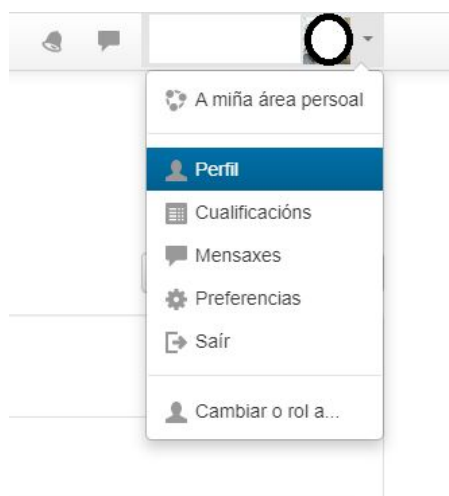 A miña área persoal
Perfil
Cualificacións
Mensaxes
Preferencias
Saír
Cambiar o rol a...